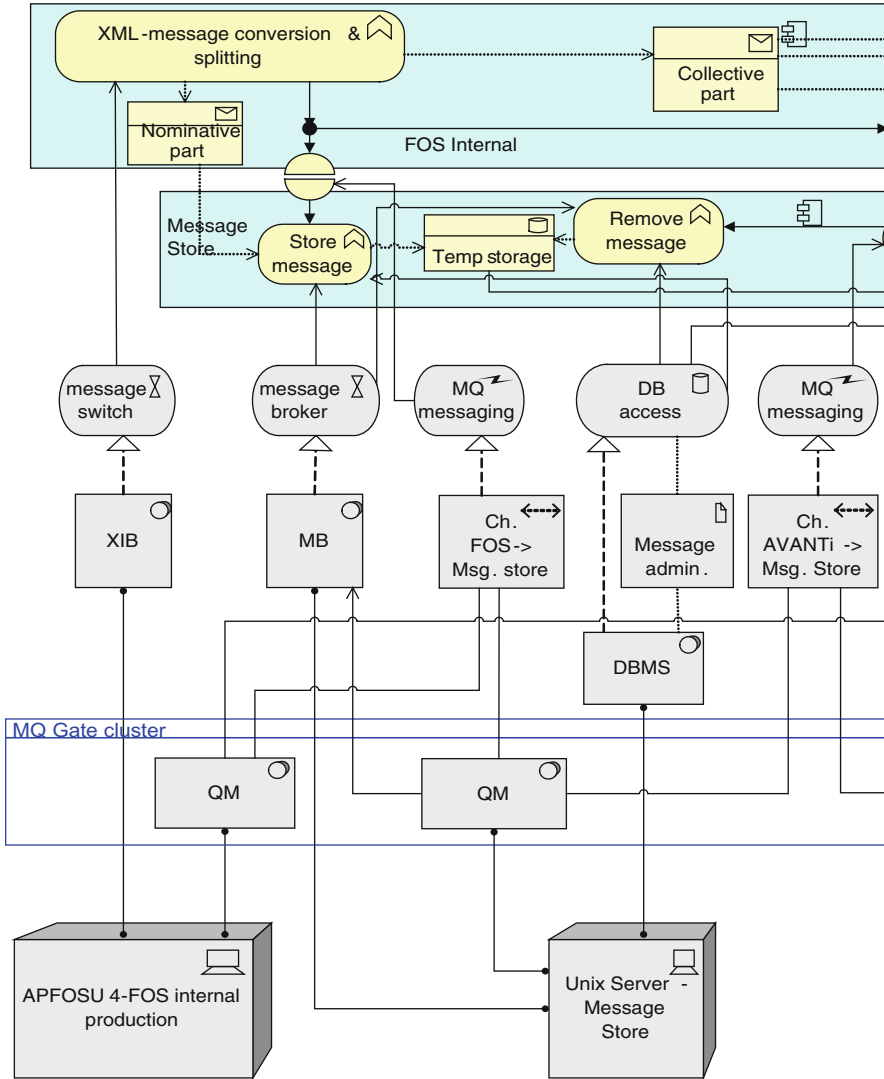 XML-message conversion &
splitting
Collective
part
Nominative
part
FOS Internal
Message
Store
Store
message
Temp storage
Remove
message
message
switch
message
broker
MQ
messaging
DB
access
MQ
messaging
XIB
MB
Ch.
FOS->
Msg. store
Message
admin.
Ch.
AVANTi ->
Msg. Store
DBMS
MQ Gate cluster
QM
QM
APFOSU 4-FOS internal
production
Unix Server -
Message
Store